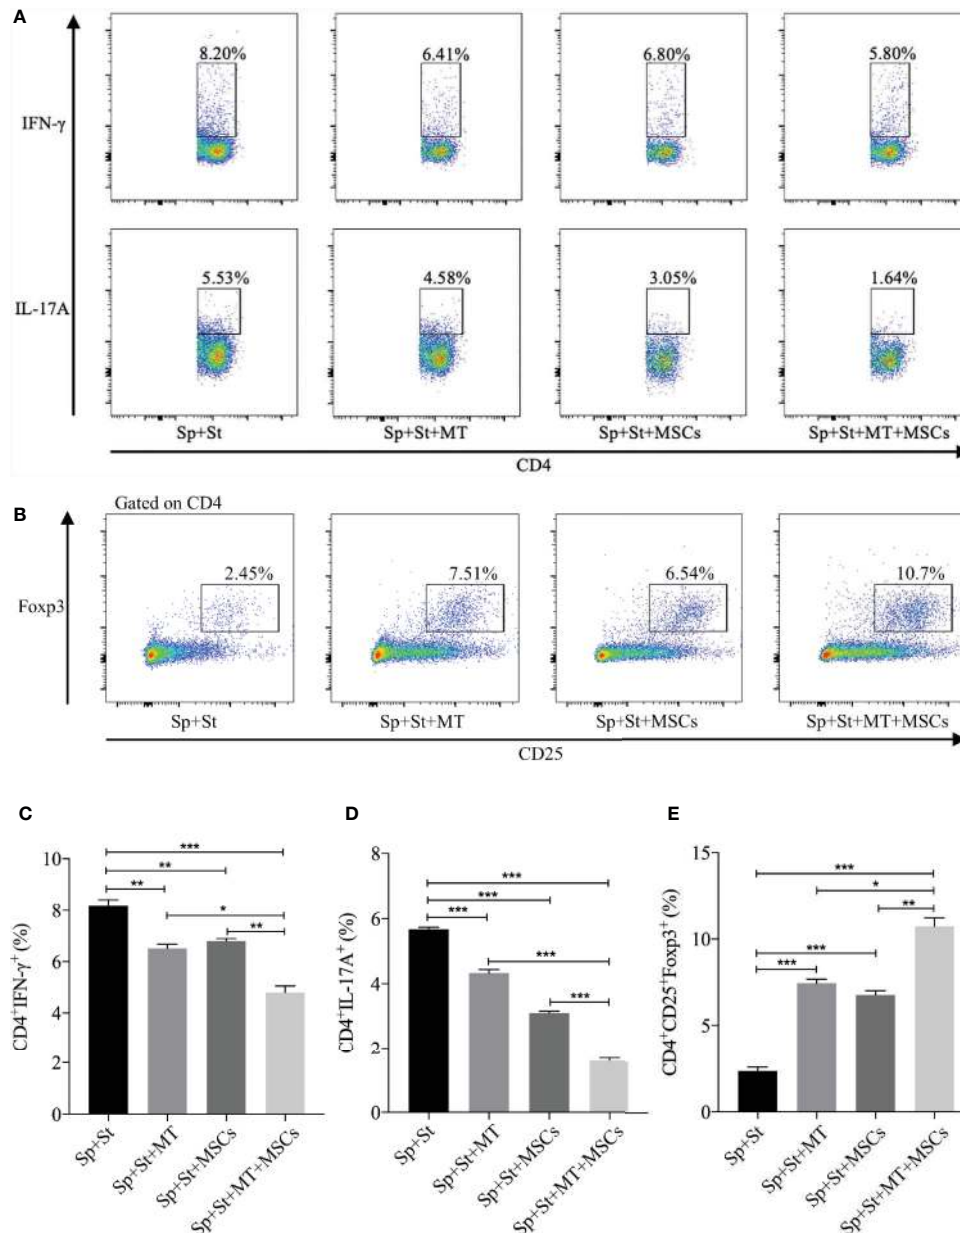 A
IFN-γ
8.20%
6.41%
6.80%
5.80%
IL-17A
5.53%
4.58%
3.05%
1.64%
Sp+St
Sp+St+MT
Sp+St+MSCs
Sp+St+MT+MSCs
CD4
B
Gated on CD4
Foxp3
2.45%
7.51%
6.54%
10.7%
Sp+St
Sp+St+MT
Sp+St+MSCs
Sp+St+MT+MSCs
CD25
C
CD4+IFN-γ+ (%)
10
8
6
4
2
0
***
**
**
*
**
Sp+St
Sp+St+MT
Sp+St+MSCs
Sp+St+MT+MSCs
D
CD4+IL-17A+ (%)
8
6
4
2
0
***
***
***
***
***
Sp+St
Sp+St+MT
Sp+St+MSCs
Sp+St+MT+MSCs
E
CD4+CD25+Foxp3+ (%)
15
10
5
0
***
*
**
***
***
Sp+St
Sp+St+MT
Sp+St+MSCs
Sp+St+MT+MSCs